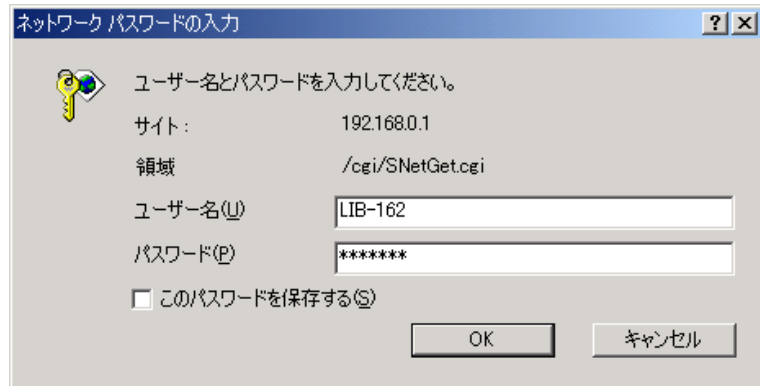 ネットワーク パスワードの入力
ユーザー名とパスワードを入力してください。
サイト : 192.168.0.1
領域 /cgi/SNetGet.cgi
ユーザー名(U) LIB-162
パスワード(P) *******
このパスワードを保存する(S)
OK キャンセル